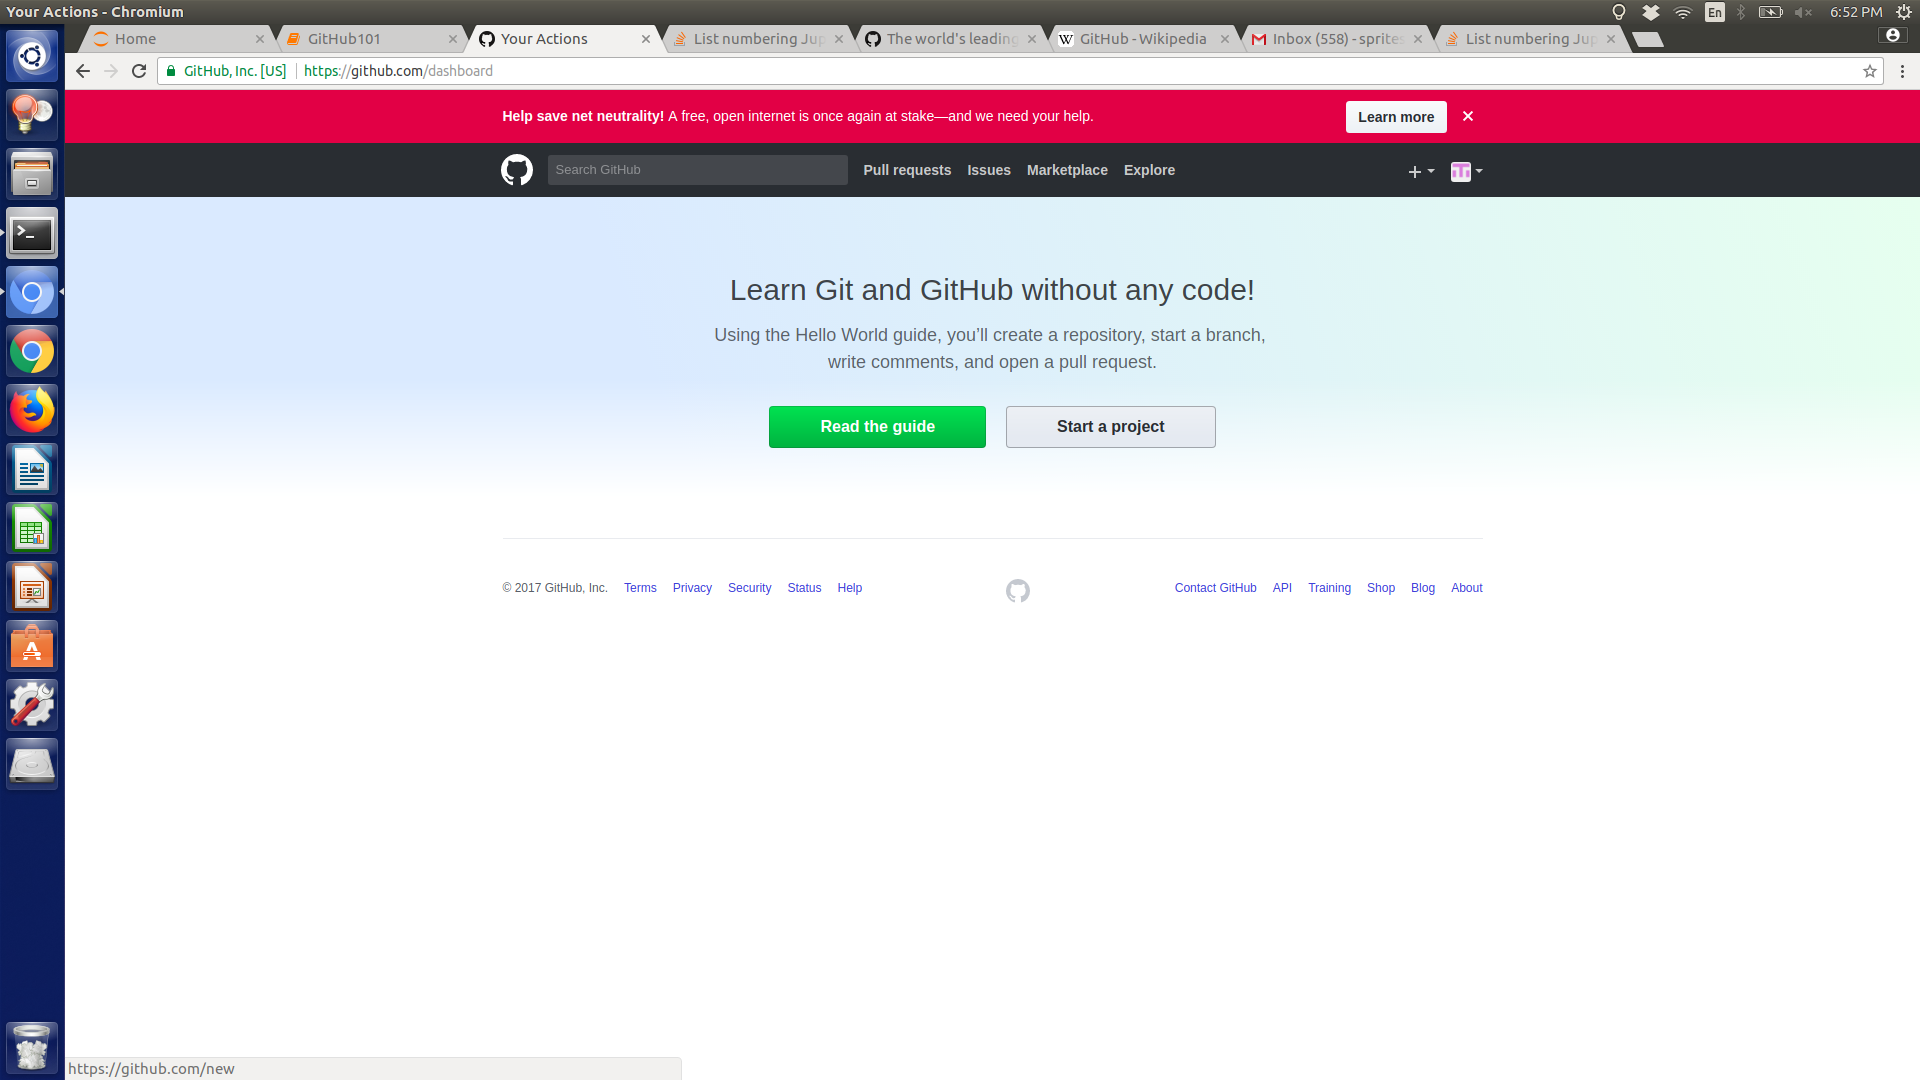 Your Actions - Chromium
En
6:52 PM
Home
GitHub101
Your Actions
List numbering Jup
The world's leading
W GitHub - Wikipedia
Inbox (558) - sprites
List numbering Jup
GitHub, Inc. [US]
https://github.com/dashboard
Help save net neutrality! A free, open internet is once again at stake—and we need your help.
Learn more
Search GitHub
Pull requests
Issues
Marketplace
Explore
Learn Git and GitHub without any code!
Using the Hello World guide, you’ll create a repository, start a branch,
write comments, and open a pull request.
Read the guide
Start a project
© 2017 GitHub, Inc.
Terms
Privacy
Security
Status
Help
Contact GitHub
API
Training
Shop
Blog
About
https://github.com/new